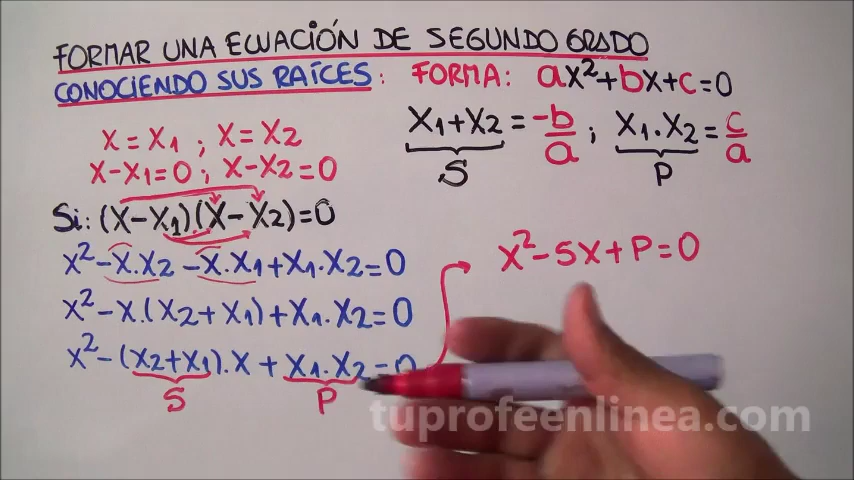 FORMAR UNA ECUACIÓN DE SEGUNDO GRADO
CONOCIENDO SUS RAÍCES: FORMA: ax²+bx+c=0
X₁+X₂ = -b/a ; X₁.X₂ = c/a
S P
X = X₁ ; X = X₂
X-X₁=0 ; X-X₂=0
Si: (X-X₁).(X-X₂)=0
X²-X.X₂-X.X₁+X₁.X₂=0
X²-X.(X₂+X₁)+X₁.X₂=0
X²-(X₂+X₁).X+X₁.X₂=0
S P
X²-SX+P=0
tuprofeenlinea.com